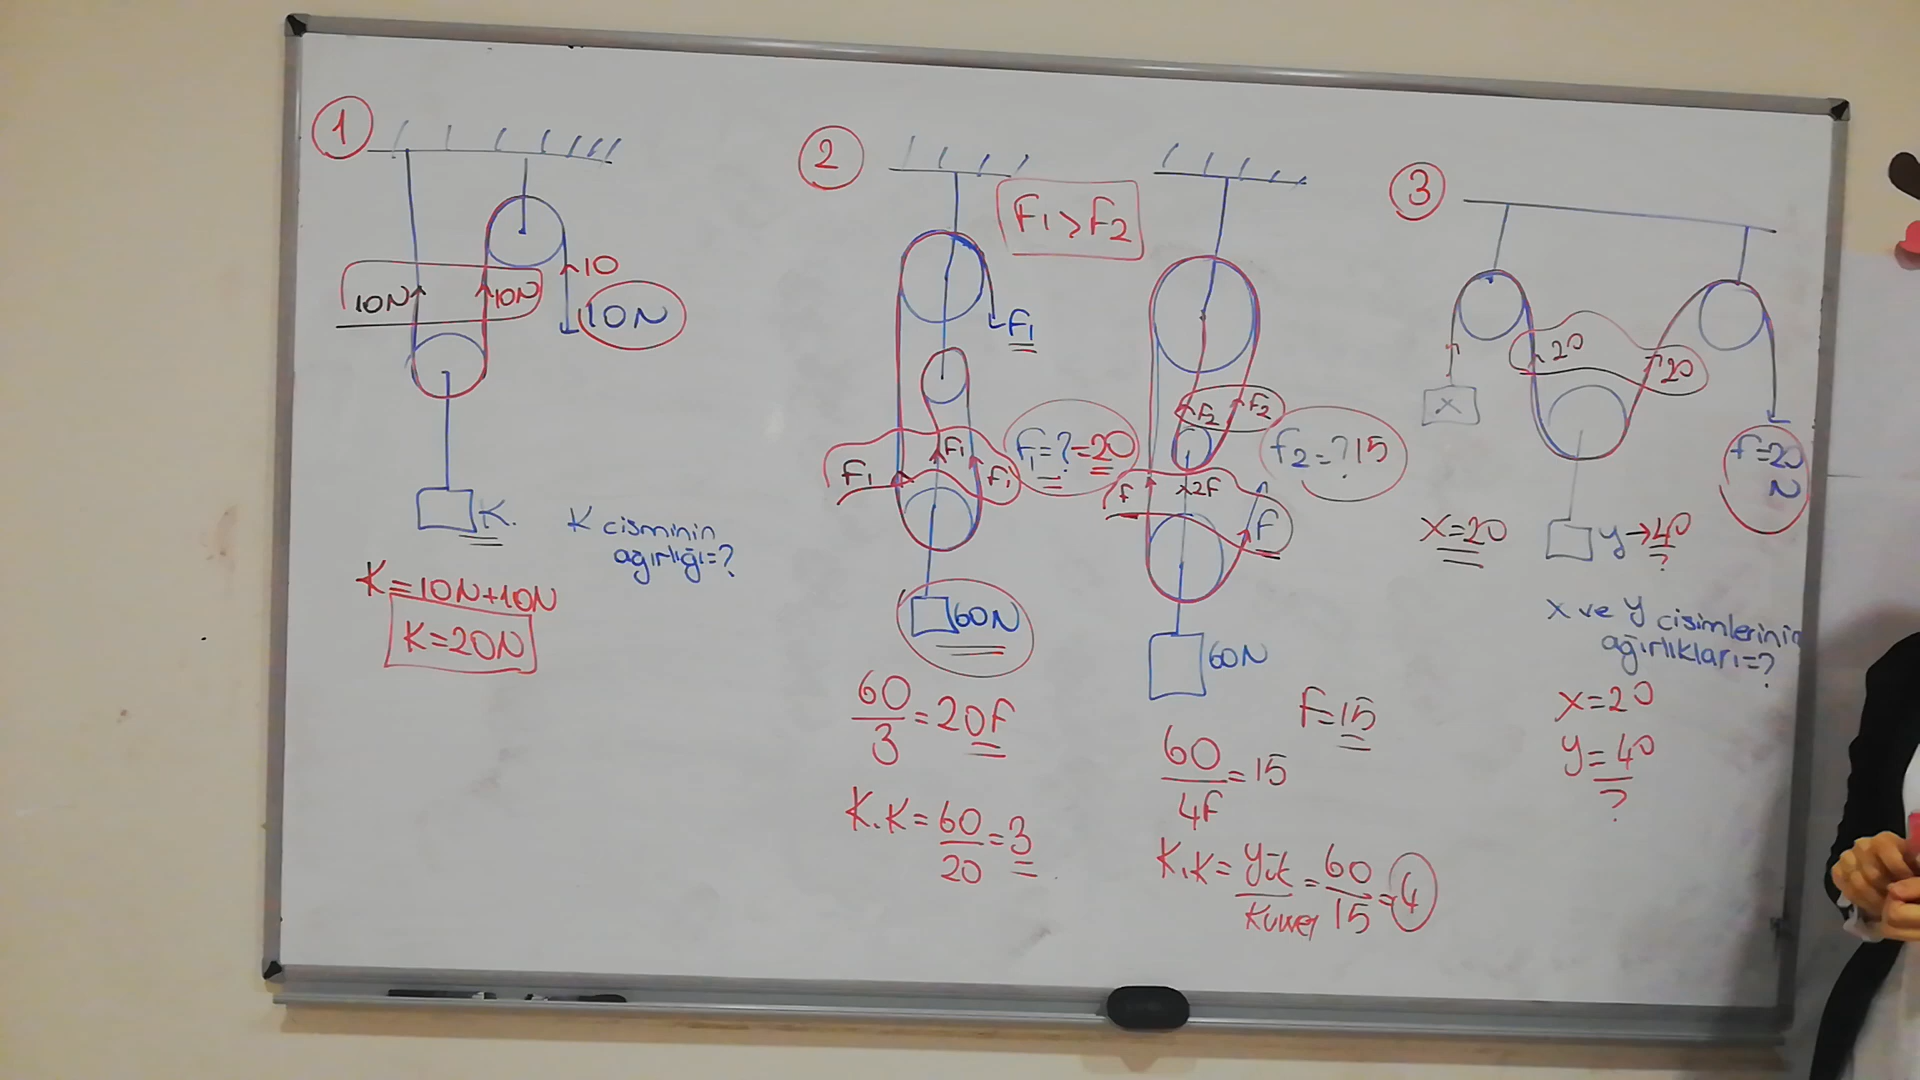 1
10
10N
10N
10N
K.
K cisminin
ağırlığı=?
K=10N+10N
K=20N
2
F1>F2
F1
F1
F1
F1
F1=?=20
60N
60/3=20F
K.K=60/20=3
F2
F2
F2=?15
F
x2F
F
60N
F=15
60/4F=15
K.K=Yük/Kuvvet=60/15=4
3
20
20
x
F=20
N
x=20
y→40
?
x ve y cisimlerinin
ağırlıkları=?
x=20
y=40
?